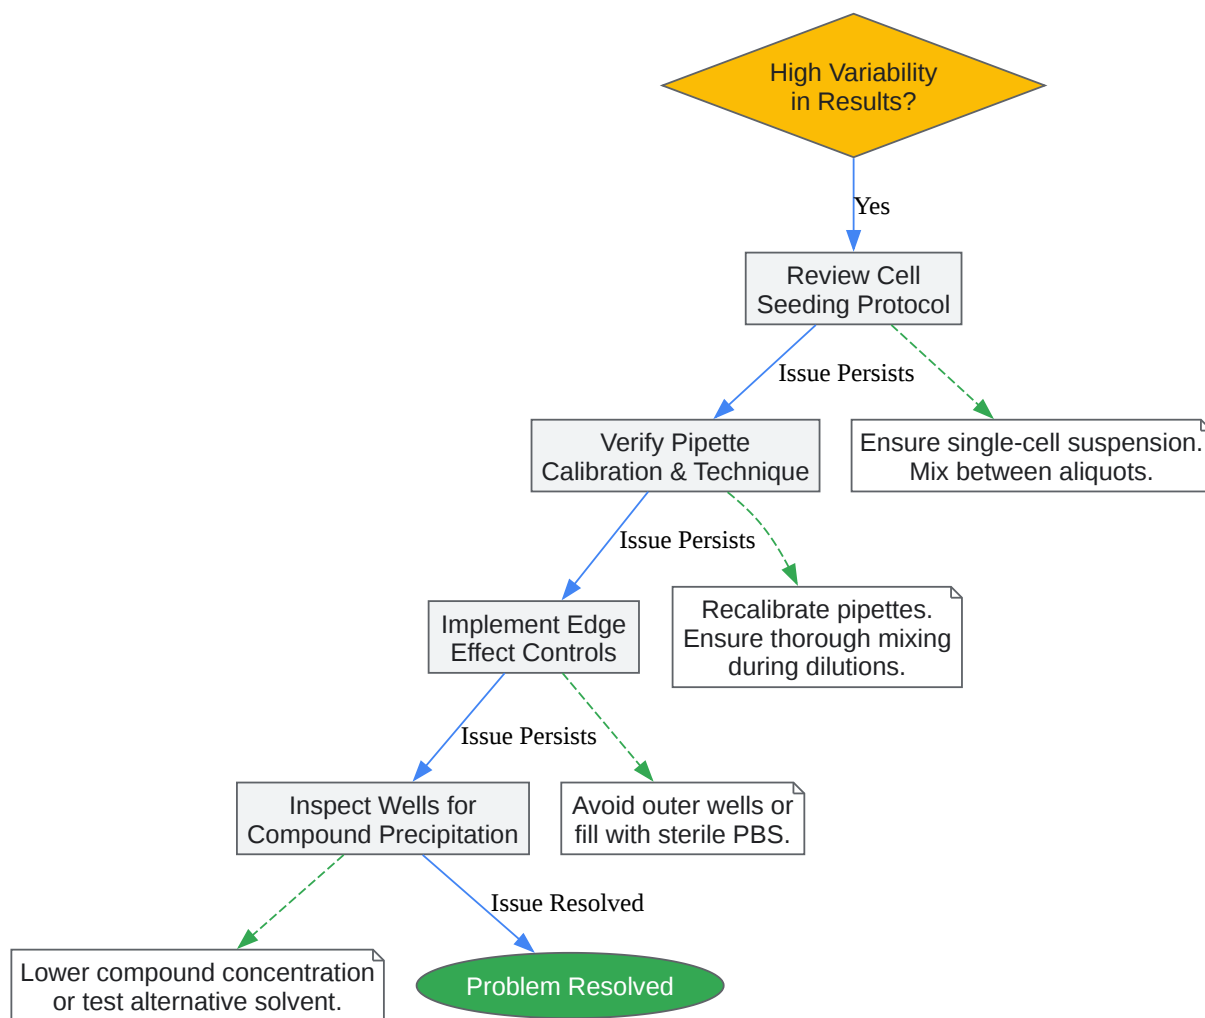 High Variability
in Results?
Yes
Review Cell
Seeding Protocol
Issue Persists
Verify Pipette
Calibration & Technique
Ensure single-cell suspension.
Mix between aliquots.
Issue Persists
Implement Edge
Effect Controls
Recalibrate pipettes.
Ensure thorough mixing
during dilutions.
Issue Persists
Inspect Wells for
Compound Precipitation
Avoid outer wells or
fill with sterile PBS.
Issue Resolved
Lower compound concentration
or test alternative solvent.
Problem Resolved